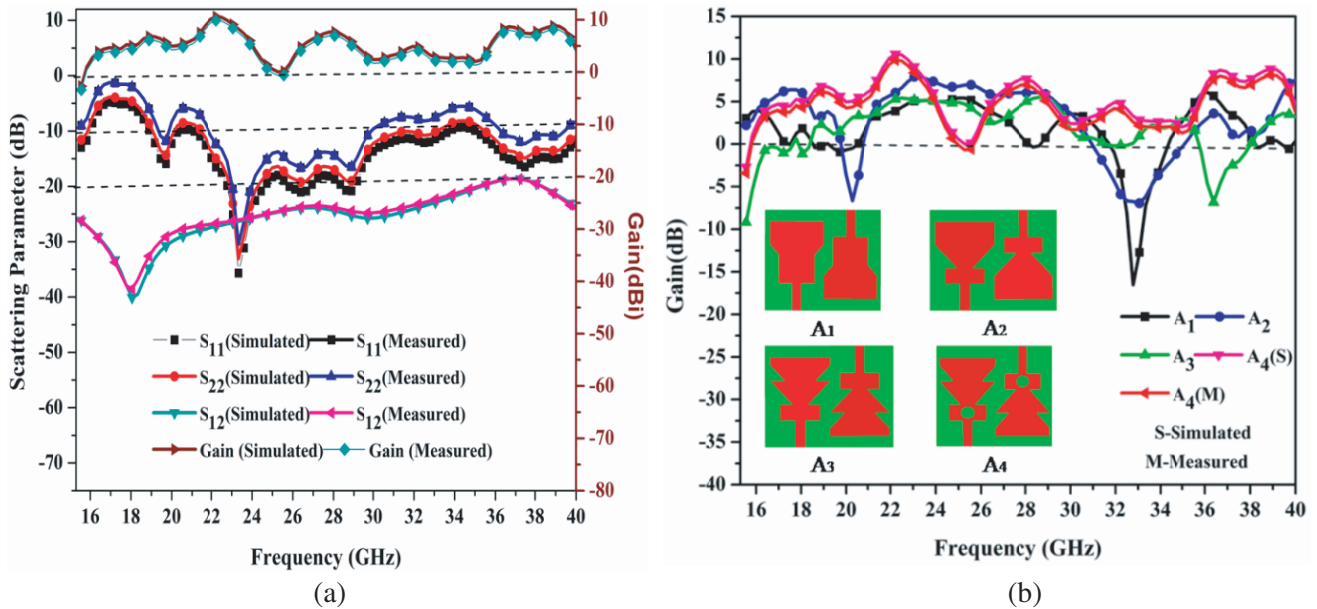 10
0
-10
-20
-30
-40
-50
-60
-70
Scattering Parameter (dB)
S11(Simulated) S11(Measured)
S22(Simulated) S22(Measured)
S12(Simulated) S12(Measured)
Gain (Simulated) Gain (Measured)
16 18 20 22 24 26 28 30 32 34 36 38 40
Frequency (GHz)
10
0
-10
-20
-30
-40
-50
-60
-70
-80
Gain(dBi)
(a)
15
10
5
0
-5
-10
-15
-20
-25
-30
-35
-40
Gain(dB)
A1 A2
A3 A4
A1 A2
A3 A4(S)
A4(M)
S-Simulated
M-Measured
16 18 20 22 24 26 28 30 32 34 36 38 40
Frequency (GHz)
(b)